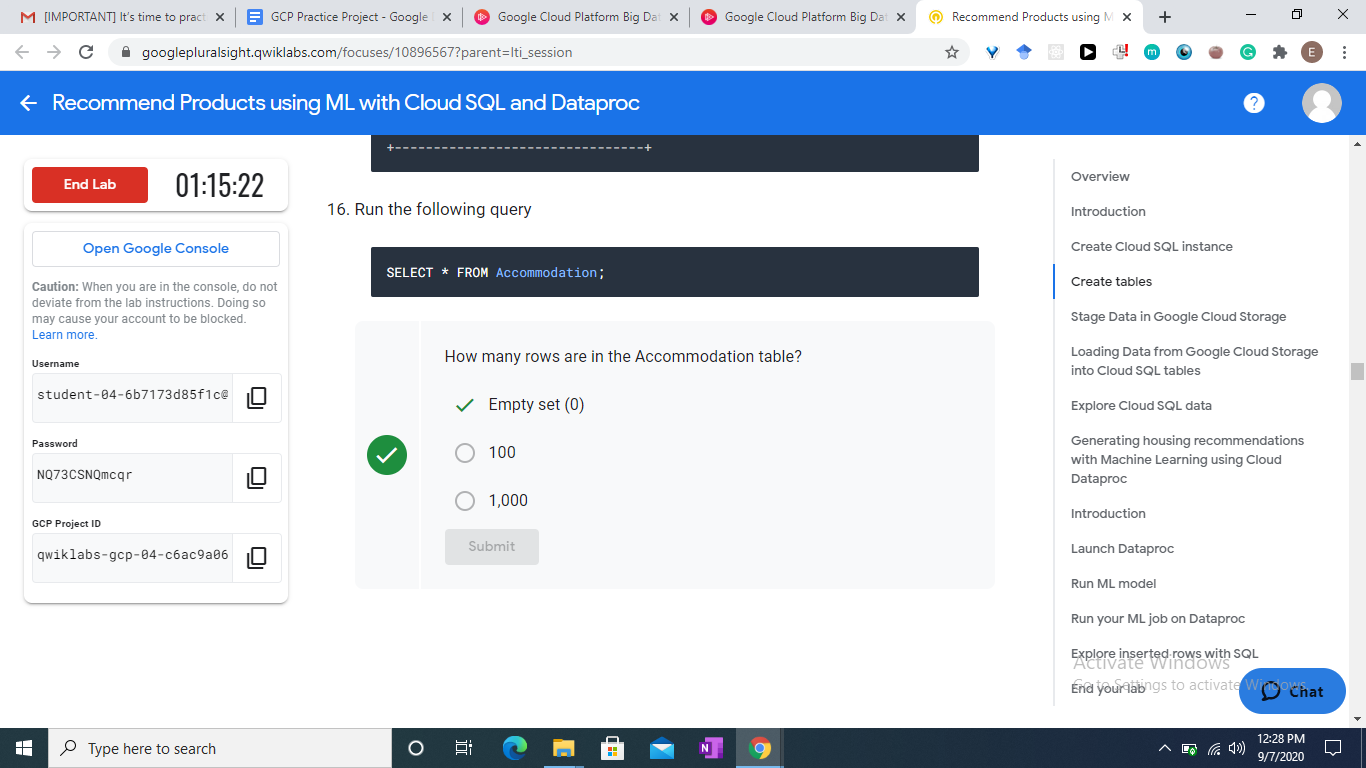 [IMPORTANT] It's time to pract
GCP Practice Project - Google
Google Cloud Platform Big Dat
Google Cloud Platform Big Dat
Recommend Products using M
googlepluralsight.qwiklabs.com/focuses/10896567?parent=lti_session
E
Recommend Products using ML with Cloud SQL and Dataproc
?
End Lab
01:15:22
Open Google Console
Caution: When you are in the console, do not
deviate from the lab instructions. Doing so
may cause your account to be blocked.
Learn more.
Username
student-04-6b7173d85f1c@
Password
NQ73CSNQmcqr
GCP Project ID
qwiklabs-gcp-04-c6ac9a06
+--------------------------------+
16. Run the following query
SELECT * FROM Accommodation;
How many rows are in the Accommodation table?
Empty set (0)
100
1,000
Submit
Overview
Introduction
Create Cloud SQL instance
Create tables
Stage Data in Google Cloud Storage
Loading Data from Google Cloud Storage
into Cloud SQL tables
Explore Cloud SQL data
Generating housing recommendations
with Machine Learning using Cloud
Dataproc
Introduction
Launch Dataproc
Run ML model
Run your ML job on Dataproc
Explore inserted rows with SQL
Activate Windows
Go to Settings to activate Windows.
End your lab
Chat
Type here to search
12:28 PM
9/7/2020